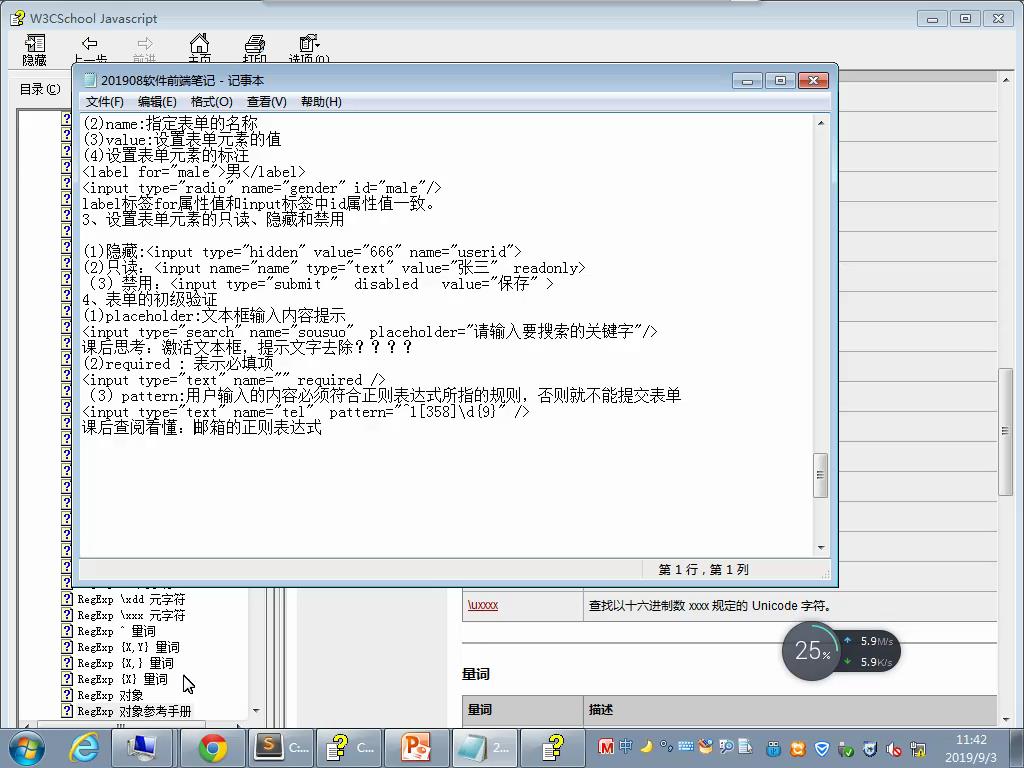 W3CSchool Javascript
隐藏
上一步
前进
主页
打印
选项(O)
目录(C)
201908软件前端笔记 - 记事本
文件(F) 编辑(E) 格式(O) 查看(V) 帮助(H)
(2)name:指定表单的名称
(3)value:设置表单元素的值
(4)设置表单元素的标注
<label for="male">男</label>
<input type="radio" name="gender" id="male"/>
label标签for属性值和input标签中id属性值一致。
3、设置表单元素的只读、隐藏和禁用
(1)隐藏:<input type="hidden" value="666" name="userid">
(2)只读：<input name="name" type="text" value="张三" readonly>
（3）禁用：<input type="submit " disabled value="保存" >
4、表单的初级验证
(1)placeholder:文本框输入内容提示
<input type="search" name="sousuo" placeholder="请输入要搜索的关键字"/>
课后思考：激活文本框，提示文字去除？？？？
(2)required : 表示必填项
<input type="text" name="" required />
（3）pattern:用户输入的内容必须符合正则表达式所指的规则，否则就不能提交表单
<input type="text" name="tel" pattern="^1[358]\d{9}" />
课后查阅看懂：邮箱的正则表达式
第 1 行，第 1 列
RegExp \xdd 元字符
RegExp \xxx 元字符
RegExp ^ 量词
RegExp {X,Y} 量词
RegExp {X,} 量词
RegExp {X} 量词
RegExp 对象
RegExp 对象参考手册
\uxxxx 查找以十六进制数 xxxx 规定的 Unicode 字符。
量词
量词 描述
25%
5.9M/s
5.9K/s
C:...
C...
2...
中
11:42
2019/9/3